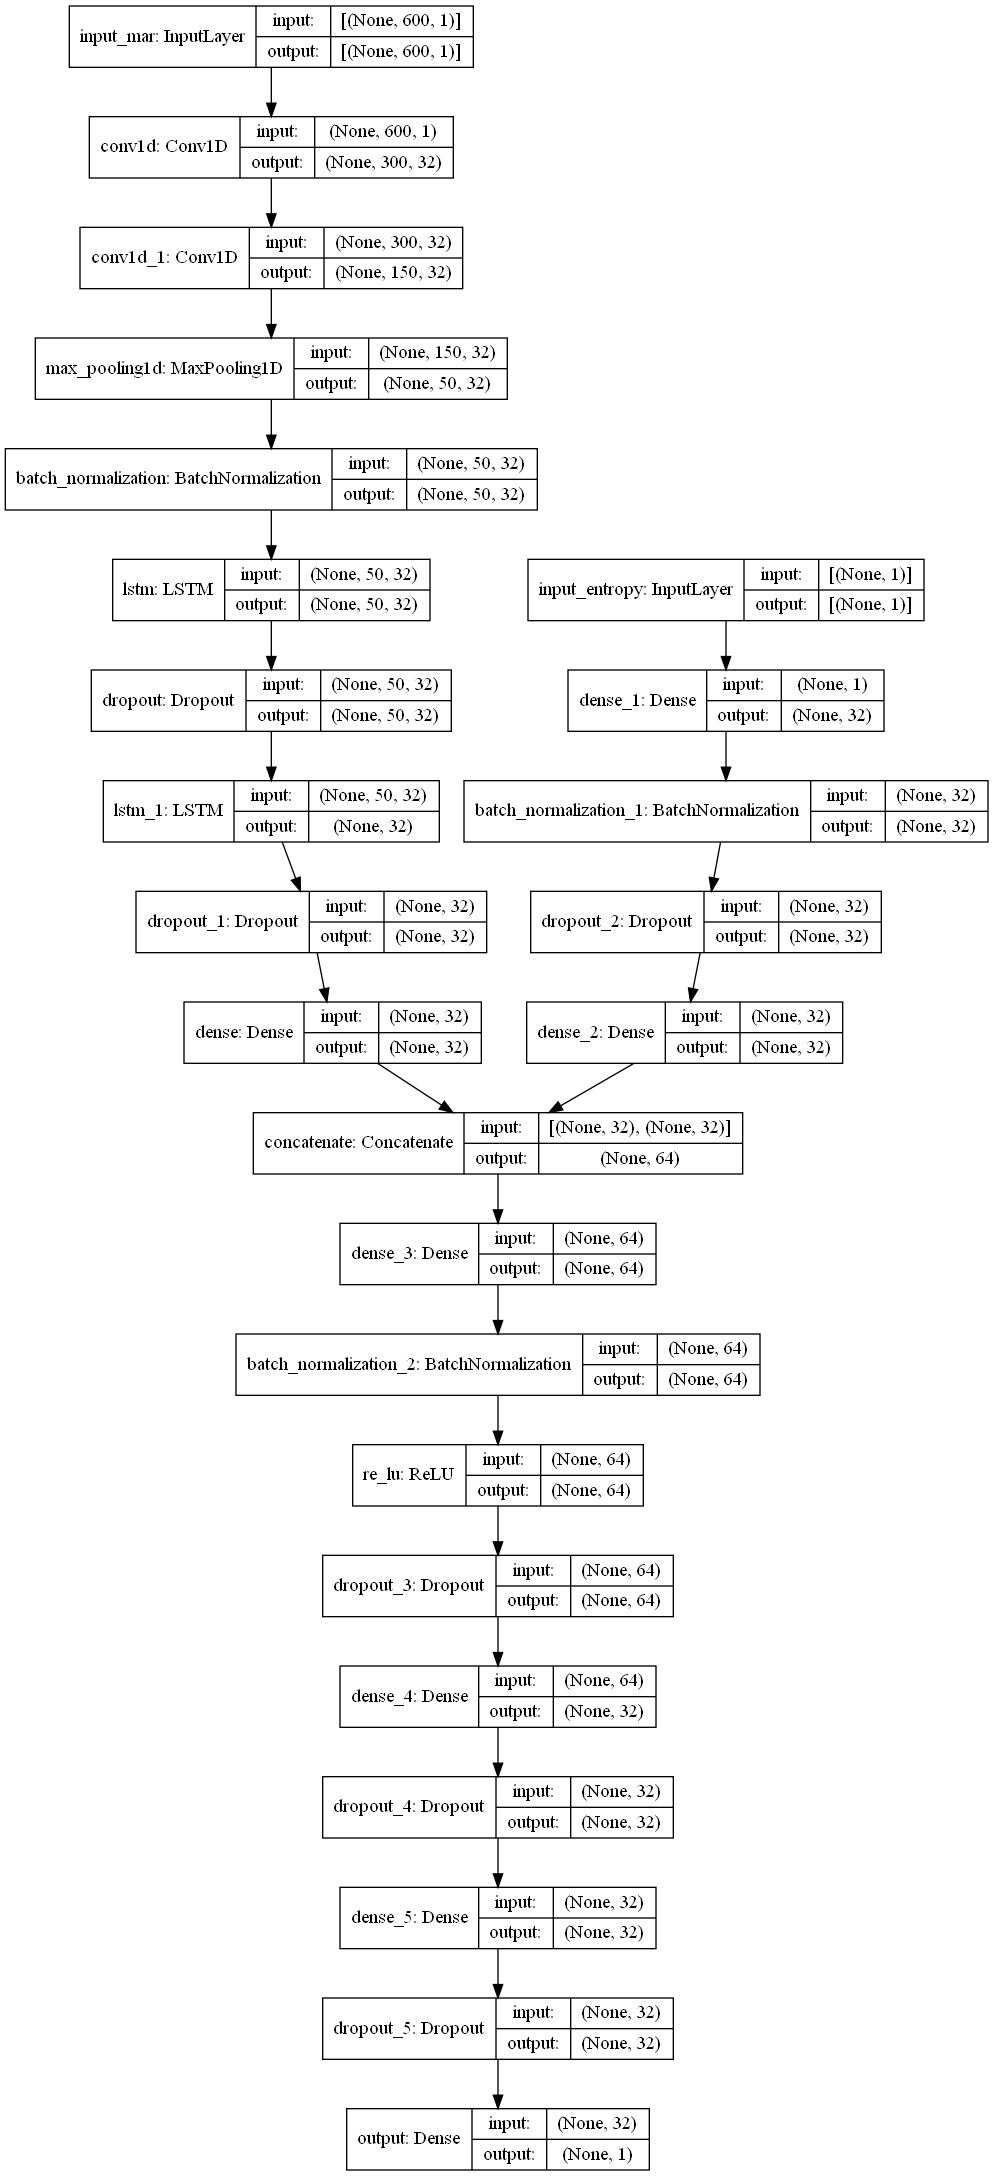 input_mar: InputLayer
input: [(None, 600, 1)]
output: [(None, 600, 1)]
conv1d: Conv1D
input: (None, 600, 1)
output: (None, 300, 32)
conv1d_1: Conv1D
input: (None, 300, 32)
output: (None, 150, 32)
max_pooling1d: MaxPooling1D
input: (None, 150, 32)
output: (None, 50, 32)
batch_normalization: BatchNormalization
input: (None, 50, 32)
output: (None, 50, 32)
lstm: LSTM
input: (None, 50, 32)
output: (None, 50, 32)
input_entropy: InputLayer
input: [(None, 1)]
output: [(None, 1)]
dropout: Dropout
input: (None, 50, 32)
output: (None, 50, 32)
dense_1: Dense
input: (None, 1)
output: (None, 32)
lstm_1: LSTM
input: (None, 50, 32)
output: (None, 32)
batch_normalization_1: BatchNormalization
input: (None, 32)
output: (None, 32)
dropout_1: Dropout
input: (None, 32)
output: (None, 32)
dropout_2: Dropout
input: (None, 32)
output: (None, 32)
dense: Dense
input: (None, 32)
output: (None, 32)
dense_2: Dense
input: (None, 32)
output: (None, 32)
concatenate: Concatenate
input: [(None, 32), (None, 32)]
output: (None, 64)
dense_3: Dense
input: (None, 64)
output: (None, 64)
batch_normalization_2: BatchNormalization
input: (None, 64)
output: (None, 64)
re_lu: ReLU
input: (None, 64)
output: (None, 64)
dropout_3: Dropout
input: (None, 64)
output: (None, 64)
dense_4: Dense
input: (None, 64)
output: (None, 32)
dropout_4: Dropout
input: (None, 32)
output: (None, 32)
dense_5: Dense
input: (None, 32)
output: (None, 32)
dropout_5: Dropout
input: (None, 32)
output: (None, 32)
output: Dense
input: (None, 32)
output: (None, 1)